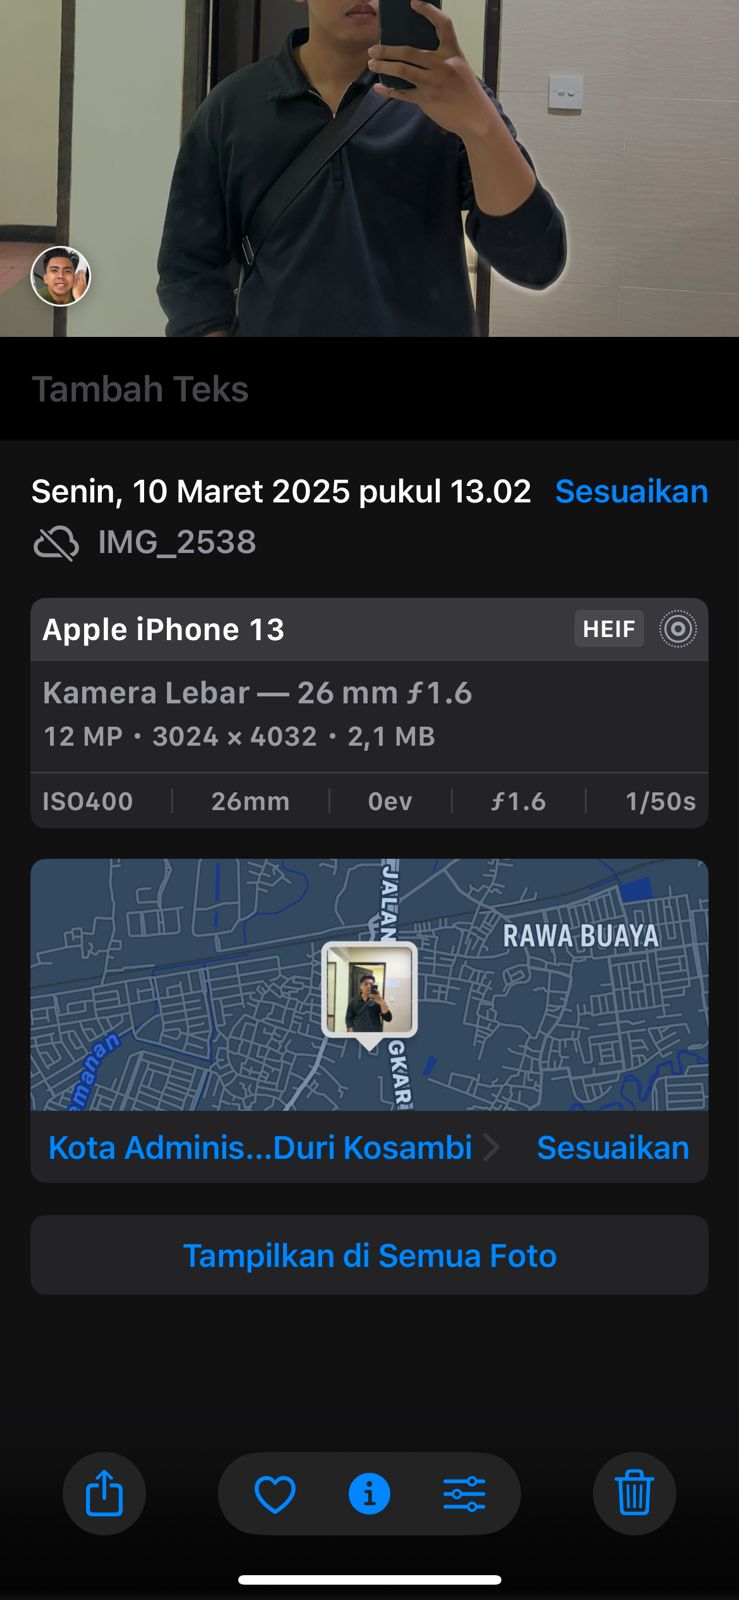 Tambah Teks
Senin, 10 Maret 2025 pukul 13.02 Sesuaikan
IMG_2538
Apple iPhone 13 HEIF
Kamera Lebar — 26 mm ƒ1.6
12 MP • 3024 × 4032 • 2,1 MB
ISO400 26mm 0ev ƒ1.6 1/50s
JALAN
RAWA BUAYA
GKAR
emanan
Kota Adminis...Duri Kosambi Sesuaikan
Tampilkan di Semua Foto